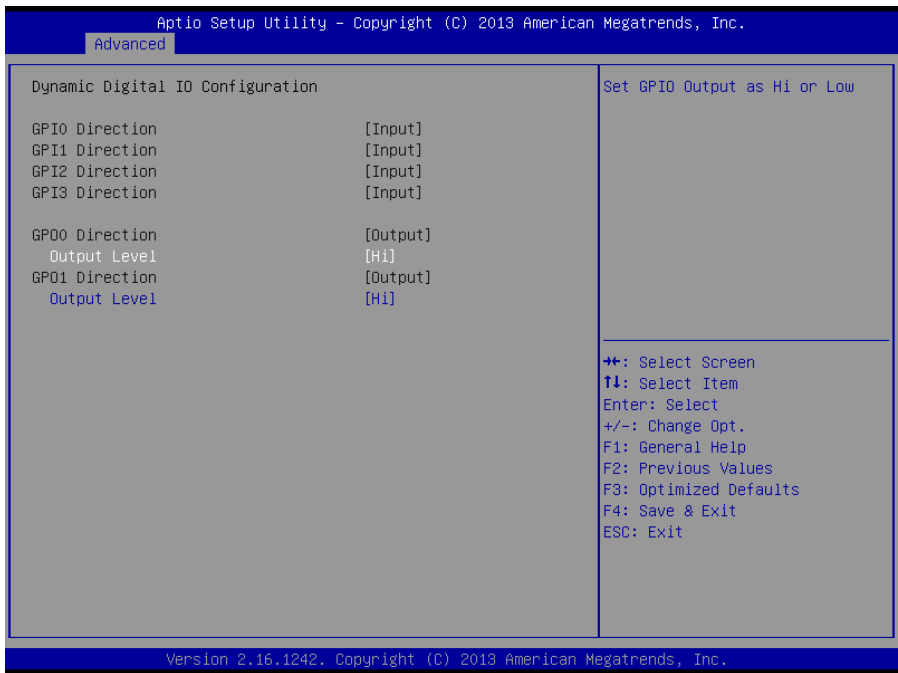 Aptio Setup Utility – Copyright (C) 2013 American Megatrends, Inc.
Advanced
Dynamic Digital IO Configuration
GPI0 Direction [Input]
GPI1 Direction [Input]
GPI2 Direction [Input]
GPI3 Direction [Input]
GPO0 Direction [Output]
Output Level [Hi]
GPO1 Direction [Output]
Output Level [Hi]
Set GPIO Output as Hi or Low
→←: Select Screen
↑↓: Select Item
Enter: Select
+/-: Change Opt.
F1: General Help
F2: Previous Values
F3: Optimized Defaults
F4: Save & Exit
ESC: Exit
Version 2.16.1242. Copyright (C) 2013 American Megatrends, Inc.